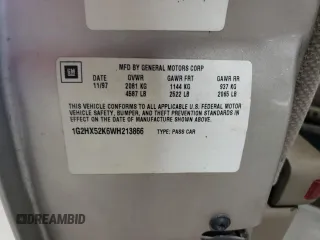 GM
MFD BY GENERAL MOTORS CORP
DATE GVWR GAWR FRT GAWR RR
11/97 2081 KG 1144 KG 937 KG
4587 LB 2522 LB 2065 LB
THIS VEHICLE CONFORMS TO ALL APPLICABLE U.S. FEDERAL MOTOR
VEHICLE SAFETY, BUMPER, AND THEFT PREVENTION STANDARDS
IN EFFECT ON THE DATE OF MANUFACTURE SHOWN ABOVE.
1G2HX52K6WH213866 TYPE: PASS CAR
DREAMBID